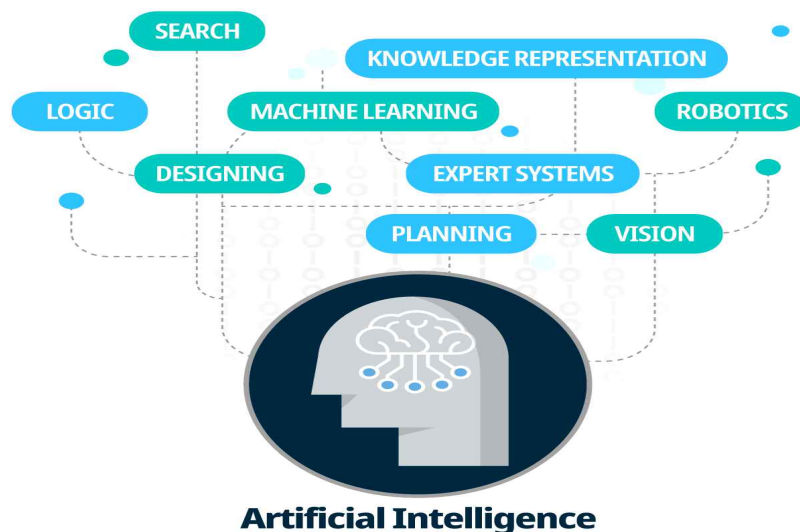 SEARCH
KNOWLEDGE REPRESENTATION
LOGIC
MACHINE LEARNING
ROBOTICS
DESIGNING
EXPERT SYSTEMS
PLANNING
VISION
Artificial Intelligence